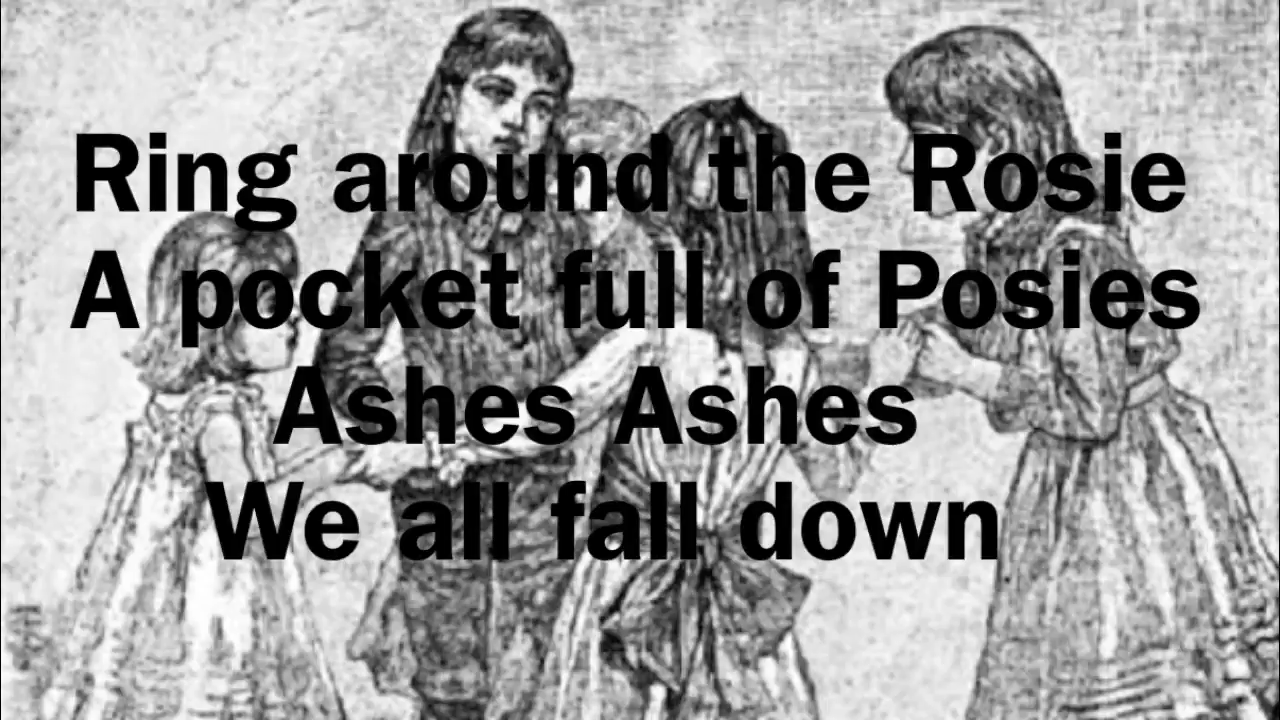 Ring around the Rosie
A pocket full of Posies
Ashes Ashes
We all fall down